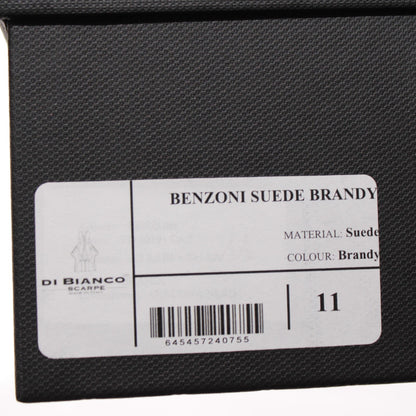 BENZONI SUEDE BRANDY
MATERIAL: Suede
COLOUR: Brandy
DI BIANCO
SCARPE
11
645457240755